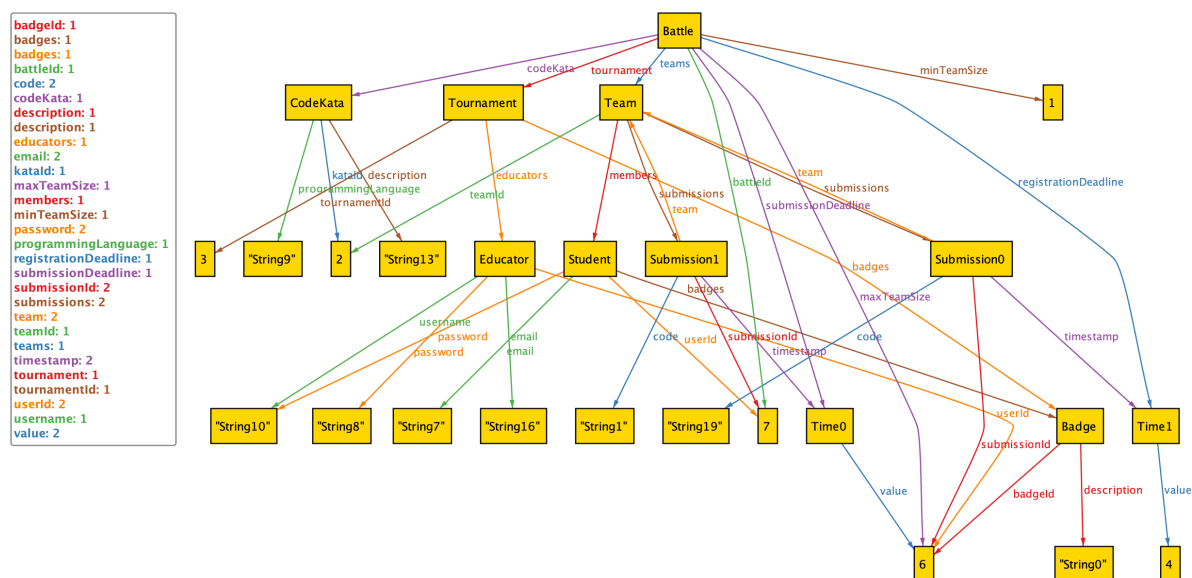 badgeId: 1
badges: 1
badges: 1
battleId: 1
code: 2
codeKata: 1
description: 1
description: 1
educators: 1
email: 2
kataId: 1
maxTeamSize: 1
members: 1
minTeamSize: 1
password: 2
programmingLanguage: 1
registrationDeadline: 1
submissionDeadline: 1
submissionId: 2
submissions: 2
team: 2
teamId: 1
teams: 1
timestamp: 2
tournament: 1
tournamentId: 1
userId: 2
username: 1
value: 2
Battle
codeKata
tournament
teams
minTeamSize
CodeKata
Tournament
Team
1
kataId
description
programmingLanguage
tournamentId
educators
teamId
members
submissions
team
battleId
submissionDeadline
team
submissions
registrationDeadline
3
"String9"
2
"String13"
Educator
Student
Submission1
Submission0
badges
badges
maxTeamSize
username
password
password
email
email
code
userId
submissionId
timestamp
code
timestamp
"String10"
"String8"
"String7"
"String16"
"String1"
"String19"
7
Time0
userId
submissionId
Badge
Time1
value
badgeId
description
value
6
"String0"
4